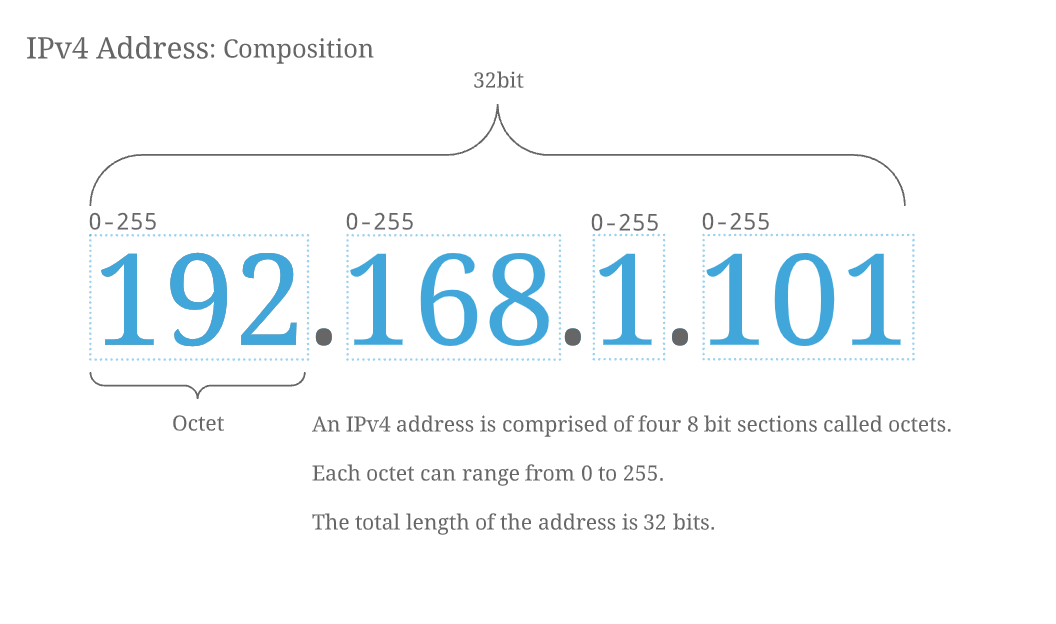 IPv4 Address: Composition
32bit
0-255 0-255 0-255 0-255
192.168.1.101
Octet
An IPv4 address is comprised of four 8 bit sections called octets.
Each octet can range from 0 to 255.
The total length of the address is 32 bits.